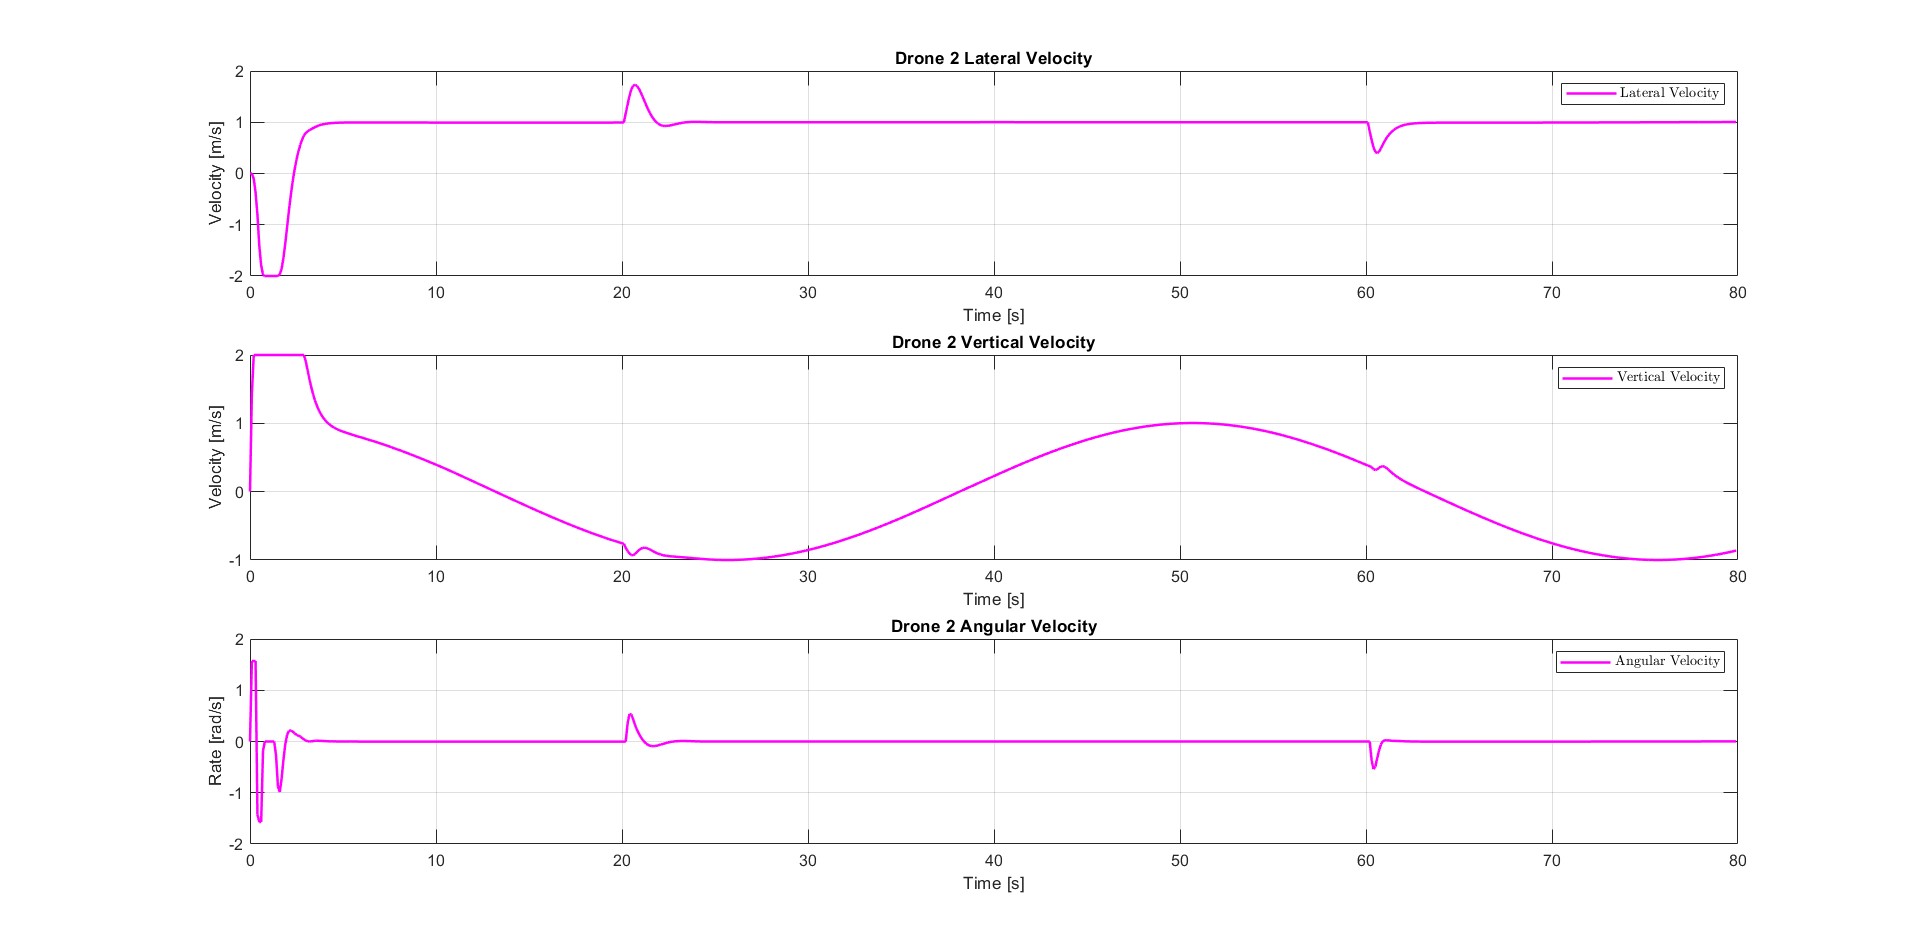 Drone 2 Lateral Velocity
2
1
0
-1
-2
Velocity [m/s]
Lateral Velocity
0 10 20 30 40 50 60 70 80
Time [s]
Drone 2 Vertical Velocity
2
1
0
-1
Velocity [m/s]
Vertical Velocity
0 10 20 30 40 50 60 70 80
Time [s]
Drone 2 Angular Velocity
2
1
0
-1
-2
Rate [rad/s]
Angular Velocity
0 10 20 30 40 50 60 70 80
Time [s]